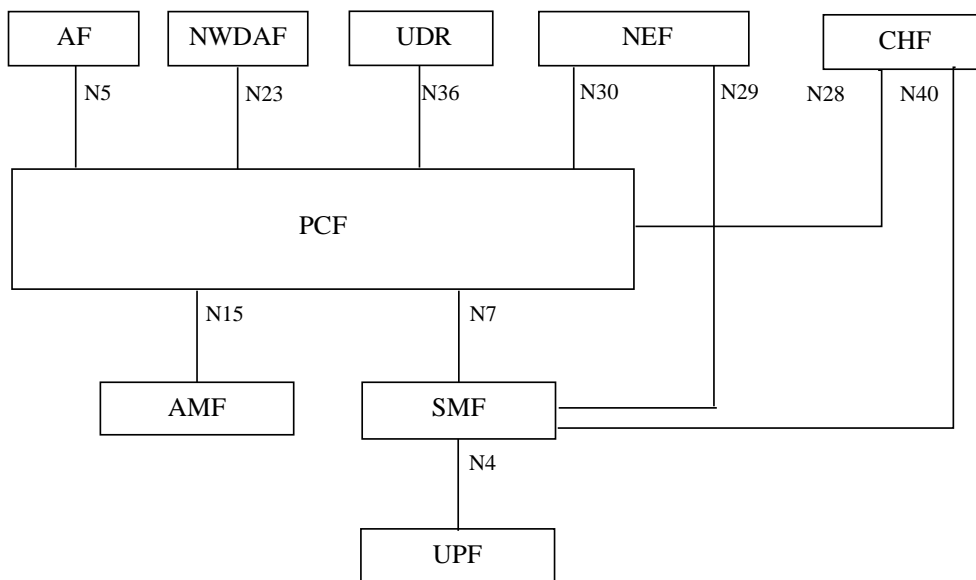 AF
NWDAF
UDR
NEF
CHF
N5
N23
N36
N30
N29
N28
N40
PCF
N15
N7
AMF
SMF
N4
UPF